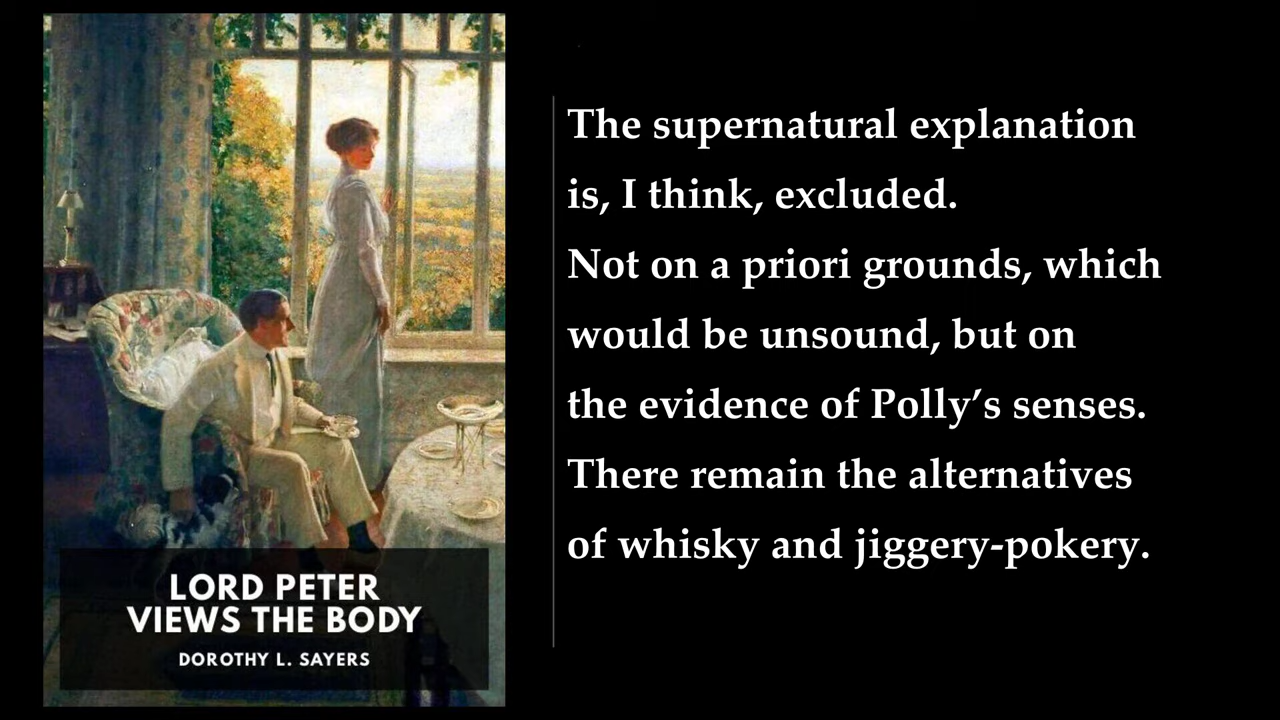 The supernatural explanation
is, I think, excluded.
Not on a priori grounds, which
would be unsound, but on
the evidence of Polly’s senses.
There remain the alternatives
of whisky and jiggery-pokery.
LORD PETER
VIEWS THE BODY
DOROTHY L. SAYERS